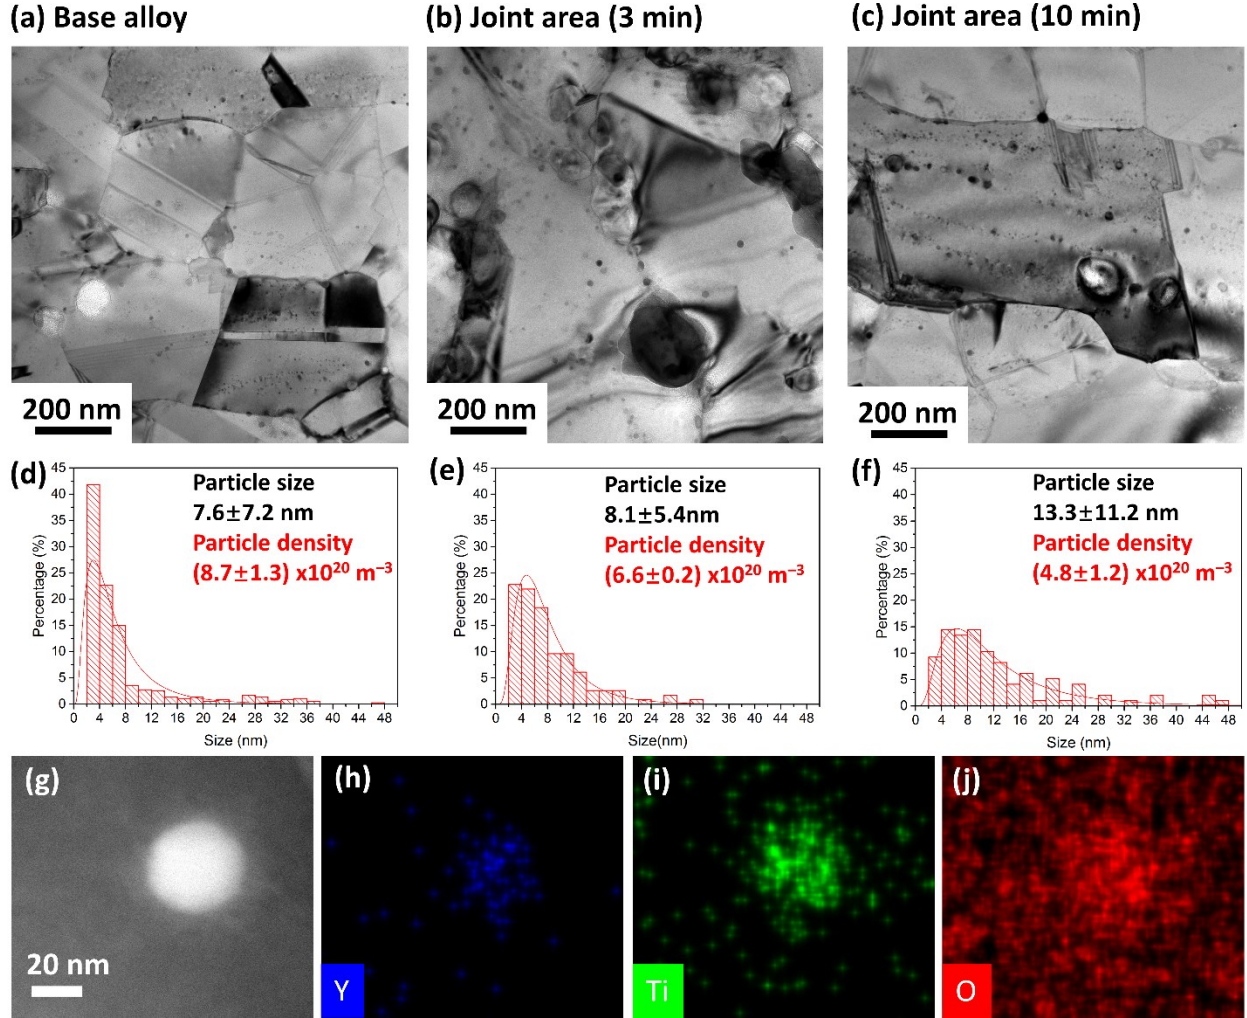 (a) Base alloy
(b) Joint area (3 min)
(c) Joint area (10 min)
200 nm
200 nm
200 nm
(d)
45
40
35
30
25
20
15
10
5
0
Percentage (%)
Particle size
7.6±7.2 nm
Particle density
(8.7±1.3) x10²⁰ m⁻³
0 4 8 12 16 20 24 28 32 36 40 44 48
Size (nm)
(e)
45
40
35
30
25
20
15
10
5
0
Percentage (%)
Particle size
8.1±5.4nm
Particle density
(6.6±0.2) x10²⁰ m⁻³
0 4 8 12 16 20 24 28 32 36 40 44 48
Size(nm)
(f)
45
40
35
30
25
20
15
10
5
0
Percentage (%)
Particle size
13.3±11.2 nm
Particle density
(4.8±1.2) x10²⁰ m⁻³
0 4 8 12 16 20 24 28 32 36 40 44 48
Size (nm)
(g)
20 nm
(h)
Y
(i)
Ti
(j)
O